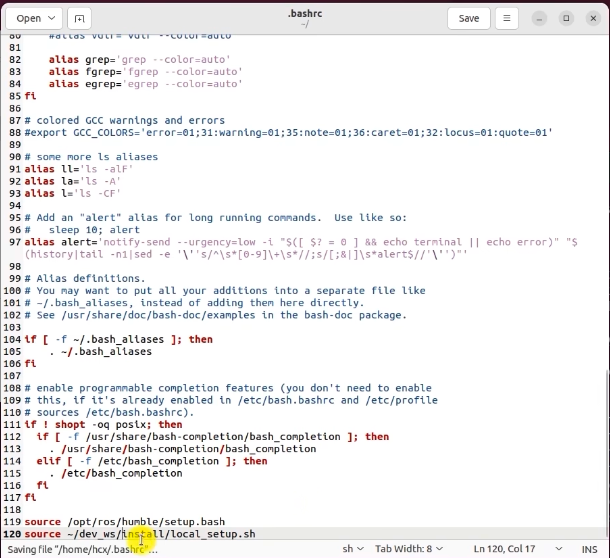 Open
.bashrc
~/
Save
80 #alias vdir='vdir --color=auto'
81
82 alias grep='grep --color=auto'
83 alias fgrep='fgrep --color=auto'
84 alias egrep='egrep --color=auto'
85 fi
86
87 # colored GCC warnings and errors
88 #export GCC_COLORS='error=01;31:warning=01;35:note=01;36:caret=01;32:locus=01:quote=01'
89
90 # some more ls aliases
91 alias ll='ls -alF'
92 alias la='ls -A'
93 alias l='ls -CF'
94
95 # Add an "alert" alias for long running commands.  Use like so:
96 #   sleep 10; alert
97 alias alert='notify-send --urgency=low -i "$([ $? = 0 ] && echo terminal || echo error)" "$
(history|tail -n1|sed -e '\''s/^\s*[0-9]\+\s*//;s/[;&|]\s*alert$//'\'')"'
98
99 # Alias definitions.
100 # You may want to put all your additions into a separate file like
101 # ~/.bash_aliases, instead of adding them here directly.
102 # See /usr/share/doc/bash-doc/examples in the bash-doc package.
103
104 if [ -f ~/.bash_aliases ]; then
105     . ~/.bash_aliases
106 fi
107
108 # enable programmable completion features (you don't need to enable
109 # this, if it's already enabled in /etc/bash.bashrc and /etc/profile
110 # sources /etc/bash.bashrc).
111 if ! shopt -oq posix; then
112   if [ -f /usr/share/bash-completion/bash_completion ]; then
113     . /usr/share/bash-completion/bash_completion
114   elif [ -f /etc/bash_completion ]; then
115     . /etc/bash_completion
116   fi
117 fi
118
119 source /opt/ros/humble/setup.bash
120 source ~/dev_ws/install/local_setup.sh
Saving file "/home/hcx/.bashrc"... sh Tab Width: 8 Ln 120, Col 17 INS